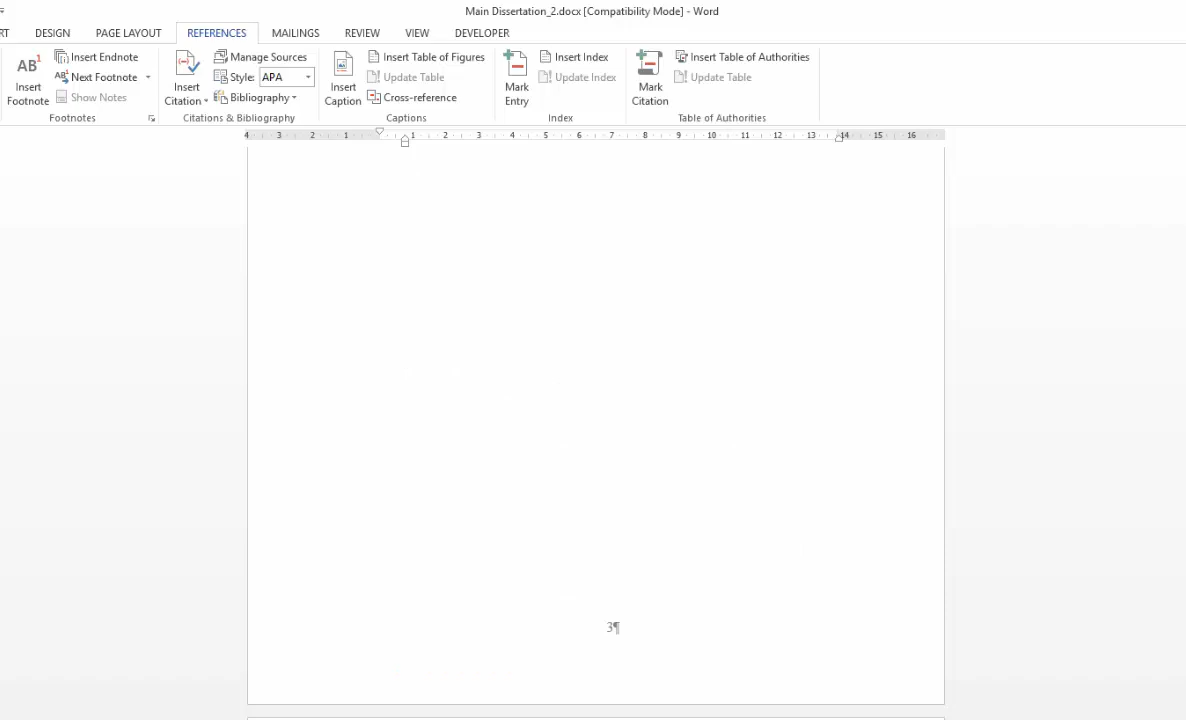 Main Dissertation_2.docx [Compatibility Mode] - Word
RT DESIGN PAGE LAYOUT REFERENCES MAILINGS REVIEW VIEW DEVELOPER
AB1 Insert Endnote Manage Sources Insert Table of Figures Insert Index Insert Table of Authorities
AB1 Next Footnote Style: APA Update Table Update Index Update Table
Insert Footnote Show Notes Insert Citation Bibliography Insert Caption Cross-reference Mark Entry Mark Citation
Footnotes Citations & Bibliography Captions Index Table of Authorities
4 3 2 1 1 2 3 4 5 6 7 8 9 10 11 12 13 14 15 16
3¶